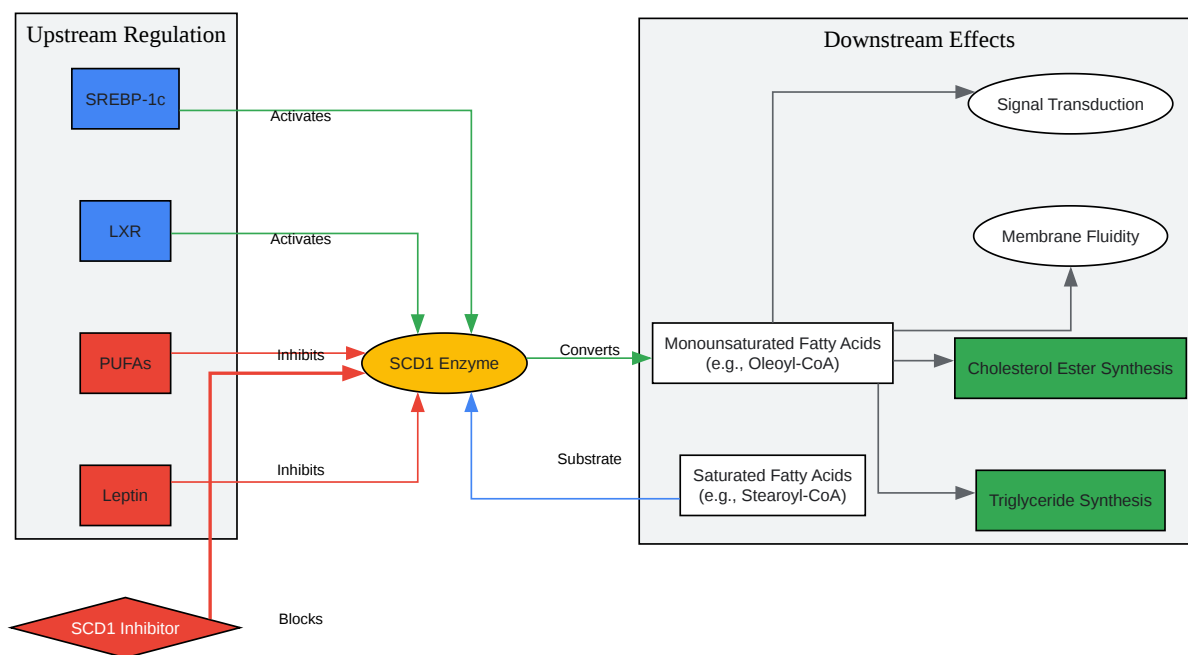 Upstream Regulation
Downstream Effects
SREBP-1c
Activates
Signal Transduction
LXR
Activates
Membrane Fluidity
PUFAs
Inhibits
SCD1 Enzyme
Converts
Monounsaturated Fatty Acids
(e.g., Oleoyl-CoA)
Cholesterol Ester Synthesis
Leptin
Inhibits
Substrate
Saturated Fatty Acids
(e.g., Stearoyl-CoA)
Triglyceride Synthesis
SCD1 Inhibitor
Blocks